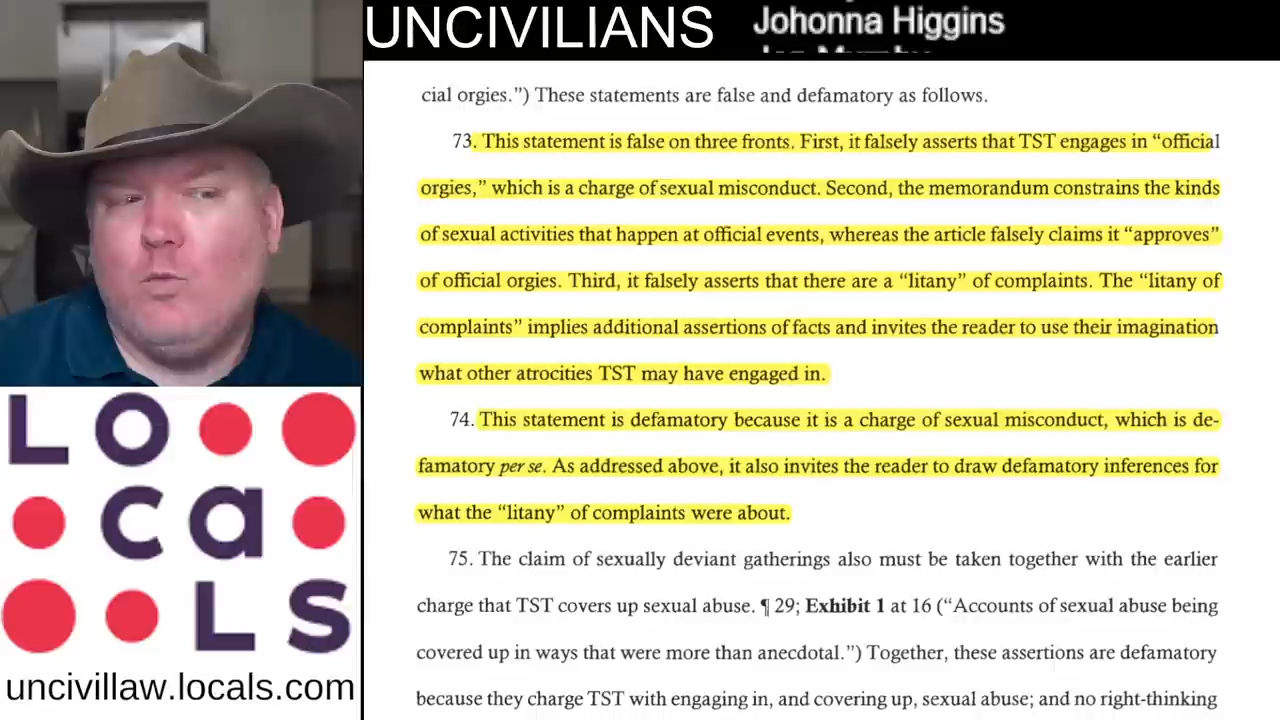 UNCIVILIANS
Johonna Higgins
cial orgies.”) These statements are false and defamatory as follows.
73. This statement is false on three fronts. First, it falsely asserts that TST engages in “official
orgies,” which is a charge of sexual misconduct. Second, the memorandum constrains the kinds
of sexual activities that happen at official events, whereas the article falsely claims it “approves”
of official orgies. Third, it falsely asserts that there are a “litany” of complaints. The “litany of
complaints” implies additional assertions of facts and invites the reader to use their imagination
what other atrocities TST may have engaged in.
74. This statement is defamatory because it is a charge of sexual misconduct, which is de-
famatory per se. As addressed above, it also invites the reader to draw defamatory inferences for
what the “litany” of complaints were about.
75. The claim of sexually deviant gatherings also must be taken together with the earlier
charge that TST covers up sexual abuse. ¶ 29; Exhibit 1 at 16 (“Accounts of sexual abuse being
covered up in ways that were more than anecdotal.”) Together, these assertions are defamatory
because they charge TST with engaging in, and covering up, sexual abuse; and no right-thinking
LO
ca
LS
uncivillaw.locals.com